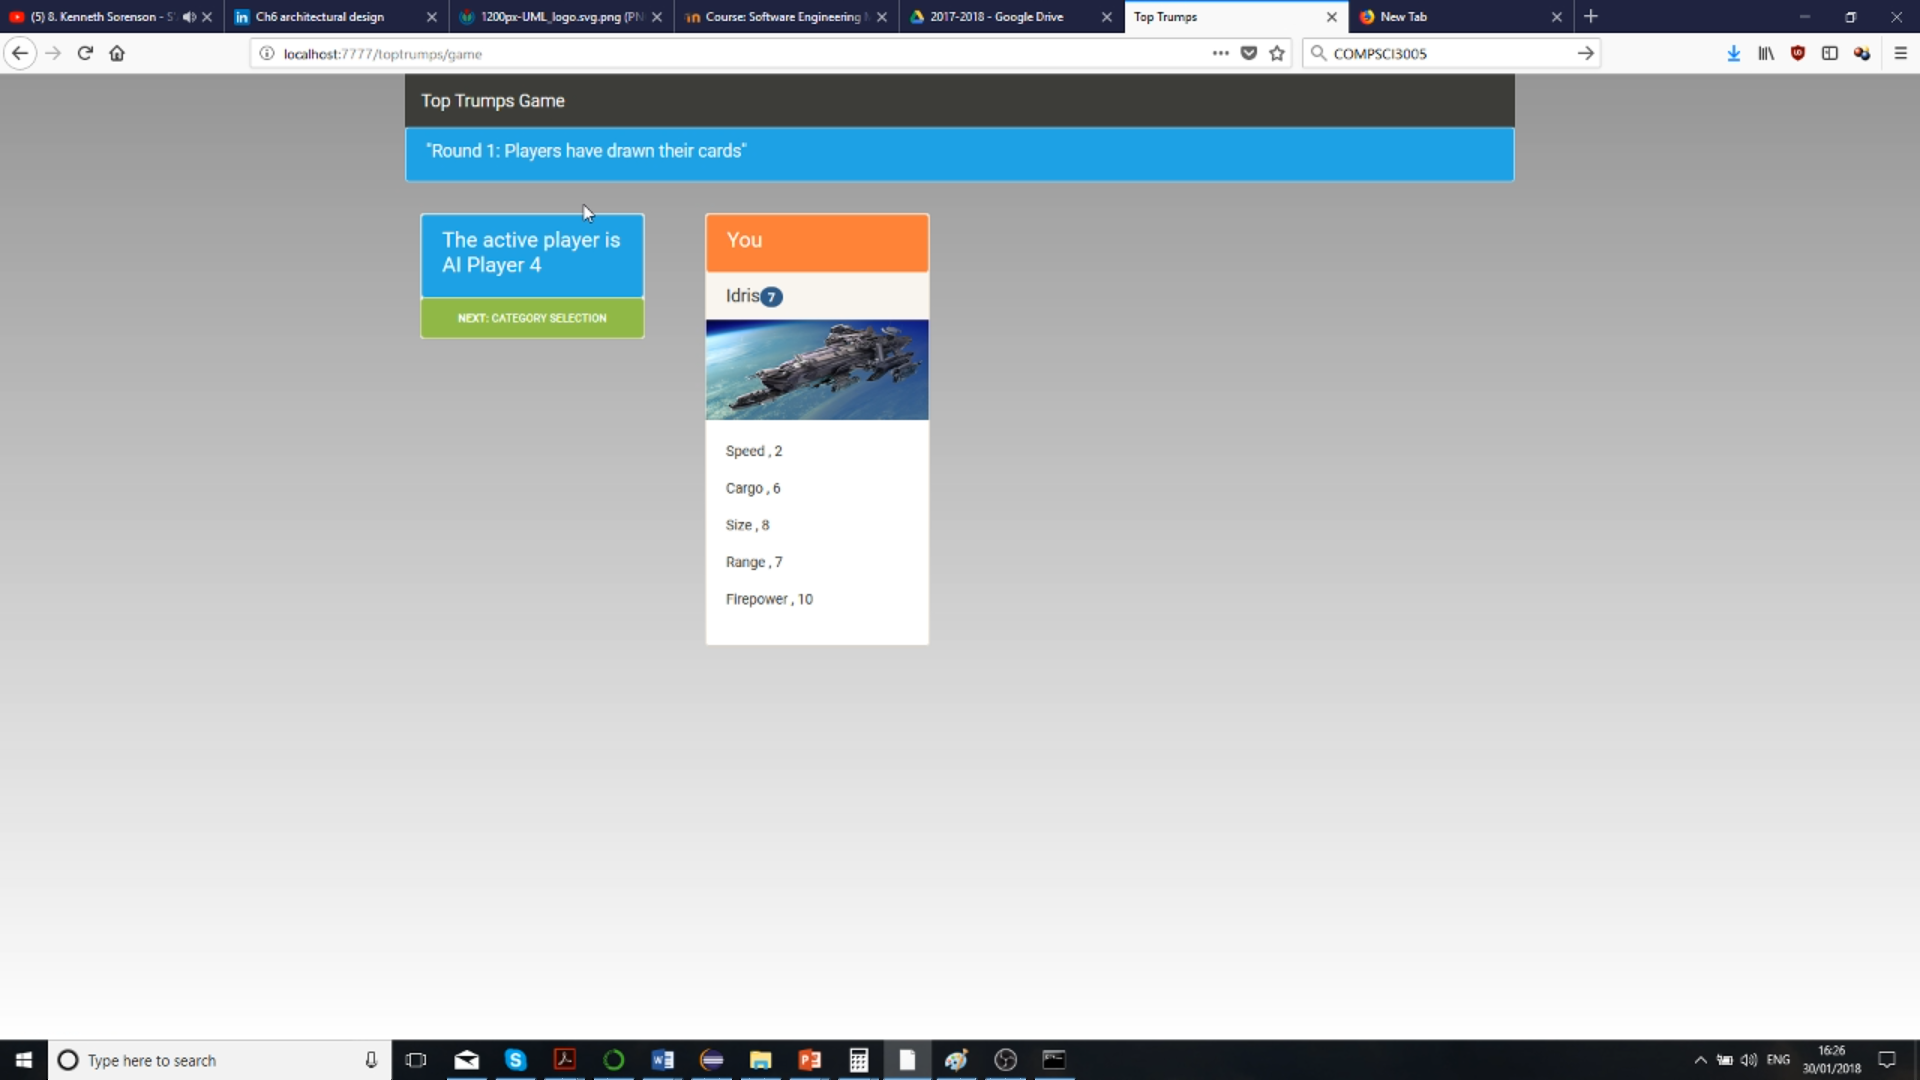 (5) 8. Kenneth Sorenson - S
Ch6 architectural design
1200px-UML_logo.svg.png (PN
Course: Software Engineering
2017-2018 - Google Drive
Top Trumps
New Tab
localhost:7777/toptrumps/game
COMPSCI3005
Top Trumps Game
"Round 1: Players have drawn their cards"
The active player is
AI Player 4
NEXT: CATEGORY SELECTION
You
Idris 7
Speed , 2
Cargo , 6
Size , 8
Range , 7
Firepower , 10
Type here to search
ENG
16:26
30/01/2018